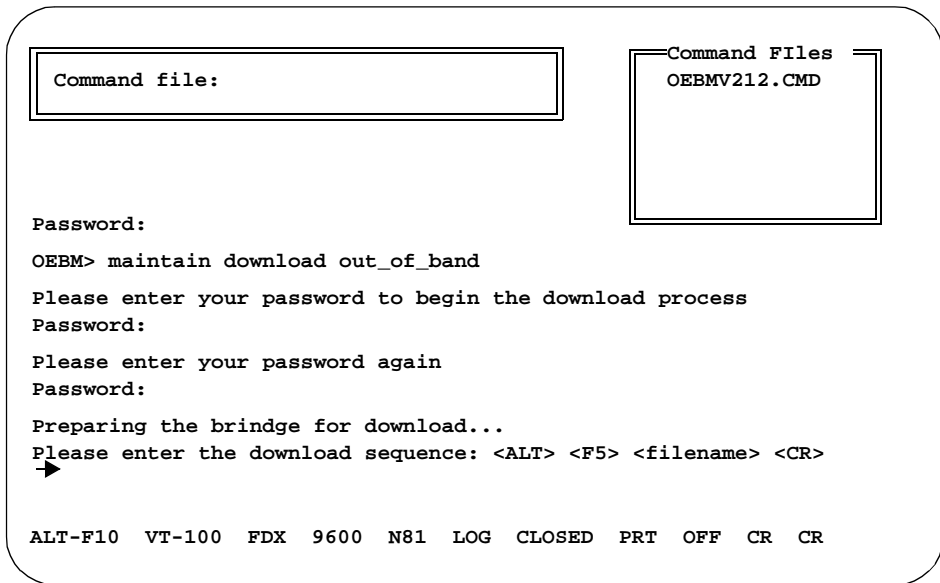 Command FIles
Command file:
OEBMV212.CMD
Password:
OEBM> maintain download out_of_band
Please enter your password to begin the download process
Password:
Please enter your password again
Password:
Preparing the brindge for download...
Please enter the download sequence: <ALT> <F5> <filename> <CR>
ALT-F10 VT-100 FDX 9600 N81 LOG CLOSED PRT OFF CR CR